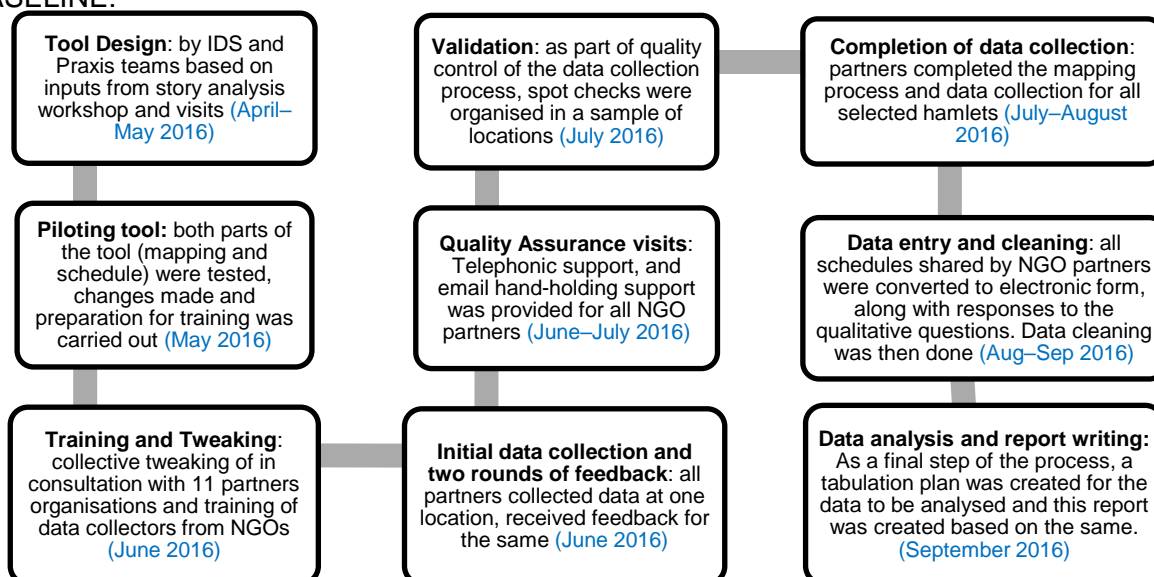 ASELINE:
Tool Design: by IDS and
Praxis teams based on
inputs from story analysis
workshop and visits (April–
May 2016)
Piloting tool: both parts of
the tool (mapping and
schedule) were tested,
changes made and
preparation for training was
carried out (May 2016)
Training and Tweaking:
collective tweaking of in
consultation with 11 partners
organisations and training of
data collectors from NGOs
(June 2016)
Initial data collection and
two rounds of feedback: all
partners collected data at one
location, received feedback for
the same (June 2016)
Quality Assurance visits:
Telephonic support, and
email hand-holding support
was provided for all NGO
partners (June–July 2016)
Validation: as part of quality
control of the data collection
process, spot checks were
organised in a sample of
locations (July 2016)
Completion of data collection:
partners completed the mapping
process and data collection for all
selected hamlets (July–August
2016)
Data entry and cleaning: all
schedules shared by NGO partners
were converted to electronic form,
along with responses to the
qualitative questions. Data cleaning
was then done (Aug–Sep 2016)
Data analysis and report writing:
As a final step of the process, a
tabulation plan was created for the
data to be analysed and this report
was created based on the same.
(September 2016)